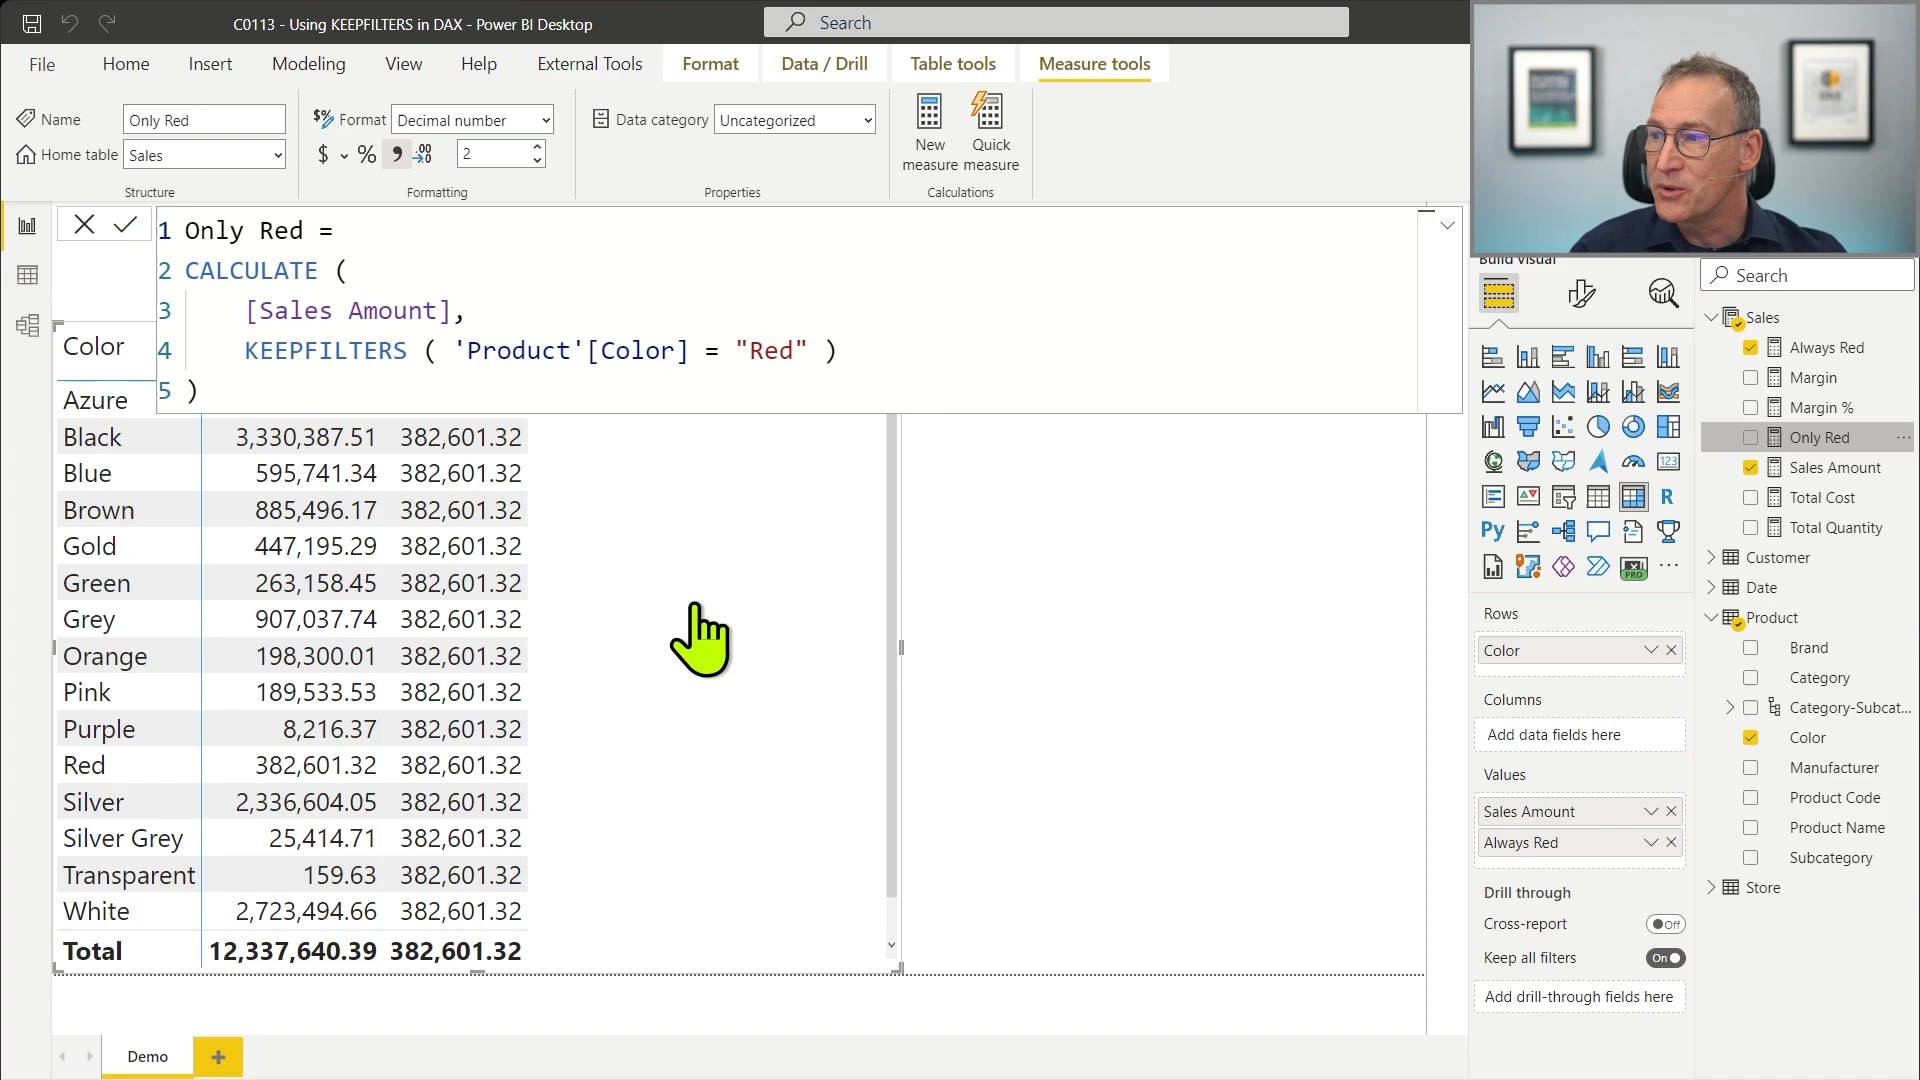 C0113 - Using KEEPFILTERS in DAX - Power BI Desktop
Search
File
Home
Insert
Modeling
View
Help
External Tools
Format
Data / Drill
Table tools
Measure tools
Name
Only Red
Home table
Sales
Structure
Format
Decimal number
$
%
2
Formatting
Data category
Uncategorized
Properties
New measure
Quick measure
Calculations
1 Only Red =
2 CALCULATE (
3 [Sales Amount],
4 KEEPFILTERS ( 'Product'[Color] = "Red" )
5 )
Color
Azure
Black 3,330,387.51 382,601.32
Blue 595,741.34 382,601.32
Brown 885,496.17 382,601.32
Gold 447,195.29 382,601.32
Green 263,158.45 382,601.32
Grey 907,037.74 382,601.32
Orange 198,300.01 382,601.32
Pink 189,533.53 382,601.32
Purple 8,216.37 382,601.32
Red 382,601.32 382,601.32
Silver 2,336,604.05 382,601.32
Silver Grey 25,414.71 382,601.32
Transparent 159.63 382,601.32
White 2,723,494.66 382,601.32
Total 12,337,640.39 382,601.32
Demo
Build visual
123
R
Py
PRO
Rows
Color
Columns
Add data fields here
Values
Sales Amount
Always Red
Drill through
Cross-report
Off
Keep all filters
On
Add drill-through fields here
Search
Sales
Always Red
Margin
Margin %
Only Red
Sales Amount
Total Cost
Total Quantity
Customer
Date
Product
Brand
Category
Category-Subcat...
Color
Manufacturer
Product Code
Product Name
Subcategory
Store